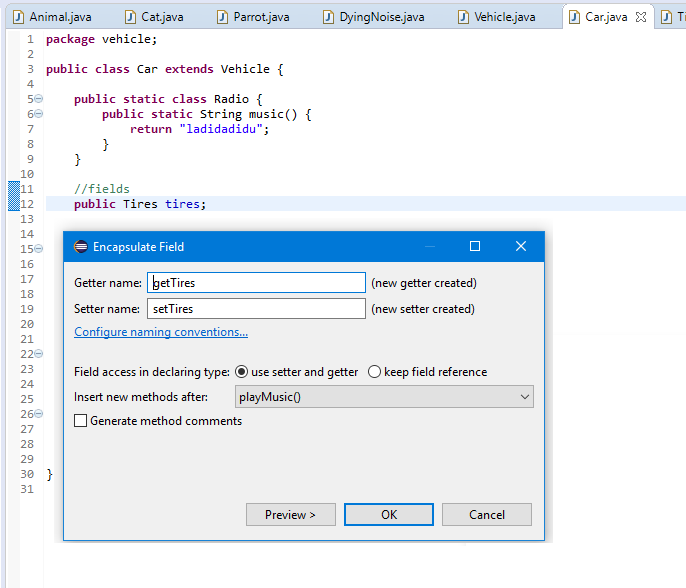 Animal.java Cat.java Parrot.java DyingNoise.java Vehicle.java Car.java
1 package vehicle;
2
3 public class Car extends Vehicle {
4
5 public static class Radio {
6 public static String music() {
7 return "ladidadidu";
8 }
9 }
10
11 //fields
12 public Tires tires;
13
14
15
16
17
18
19
20
21
22
23
24
25
26
27
28
29
30 }
31
Encapsulate Field
Getter name: getTires (new getter created)
Setter name: setTires (new setter created)
Configure naming conventions...
Field access in declaring type: use setter and getter keep field reference
Insert new methods after: playMusic()
Generate method comments
Preview > OK Cancel